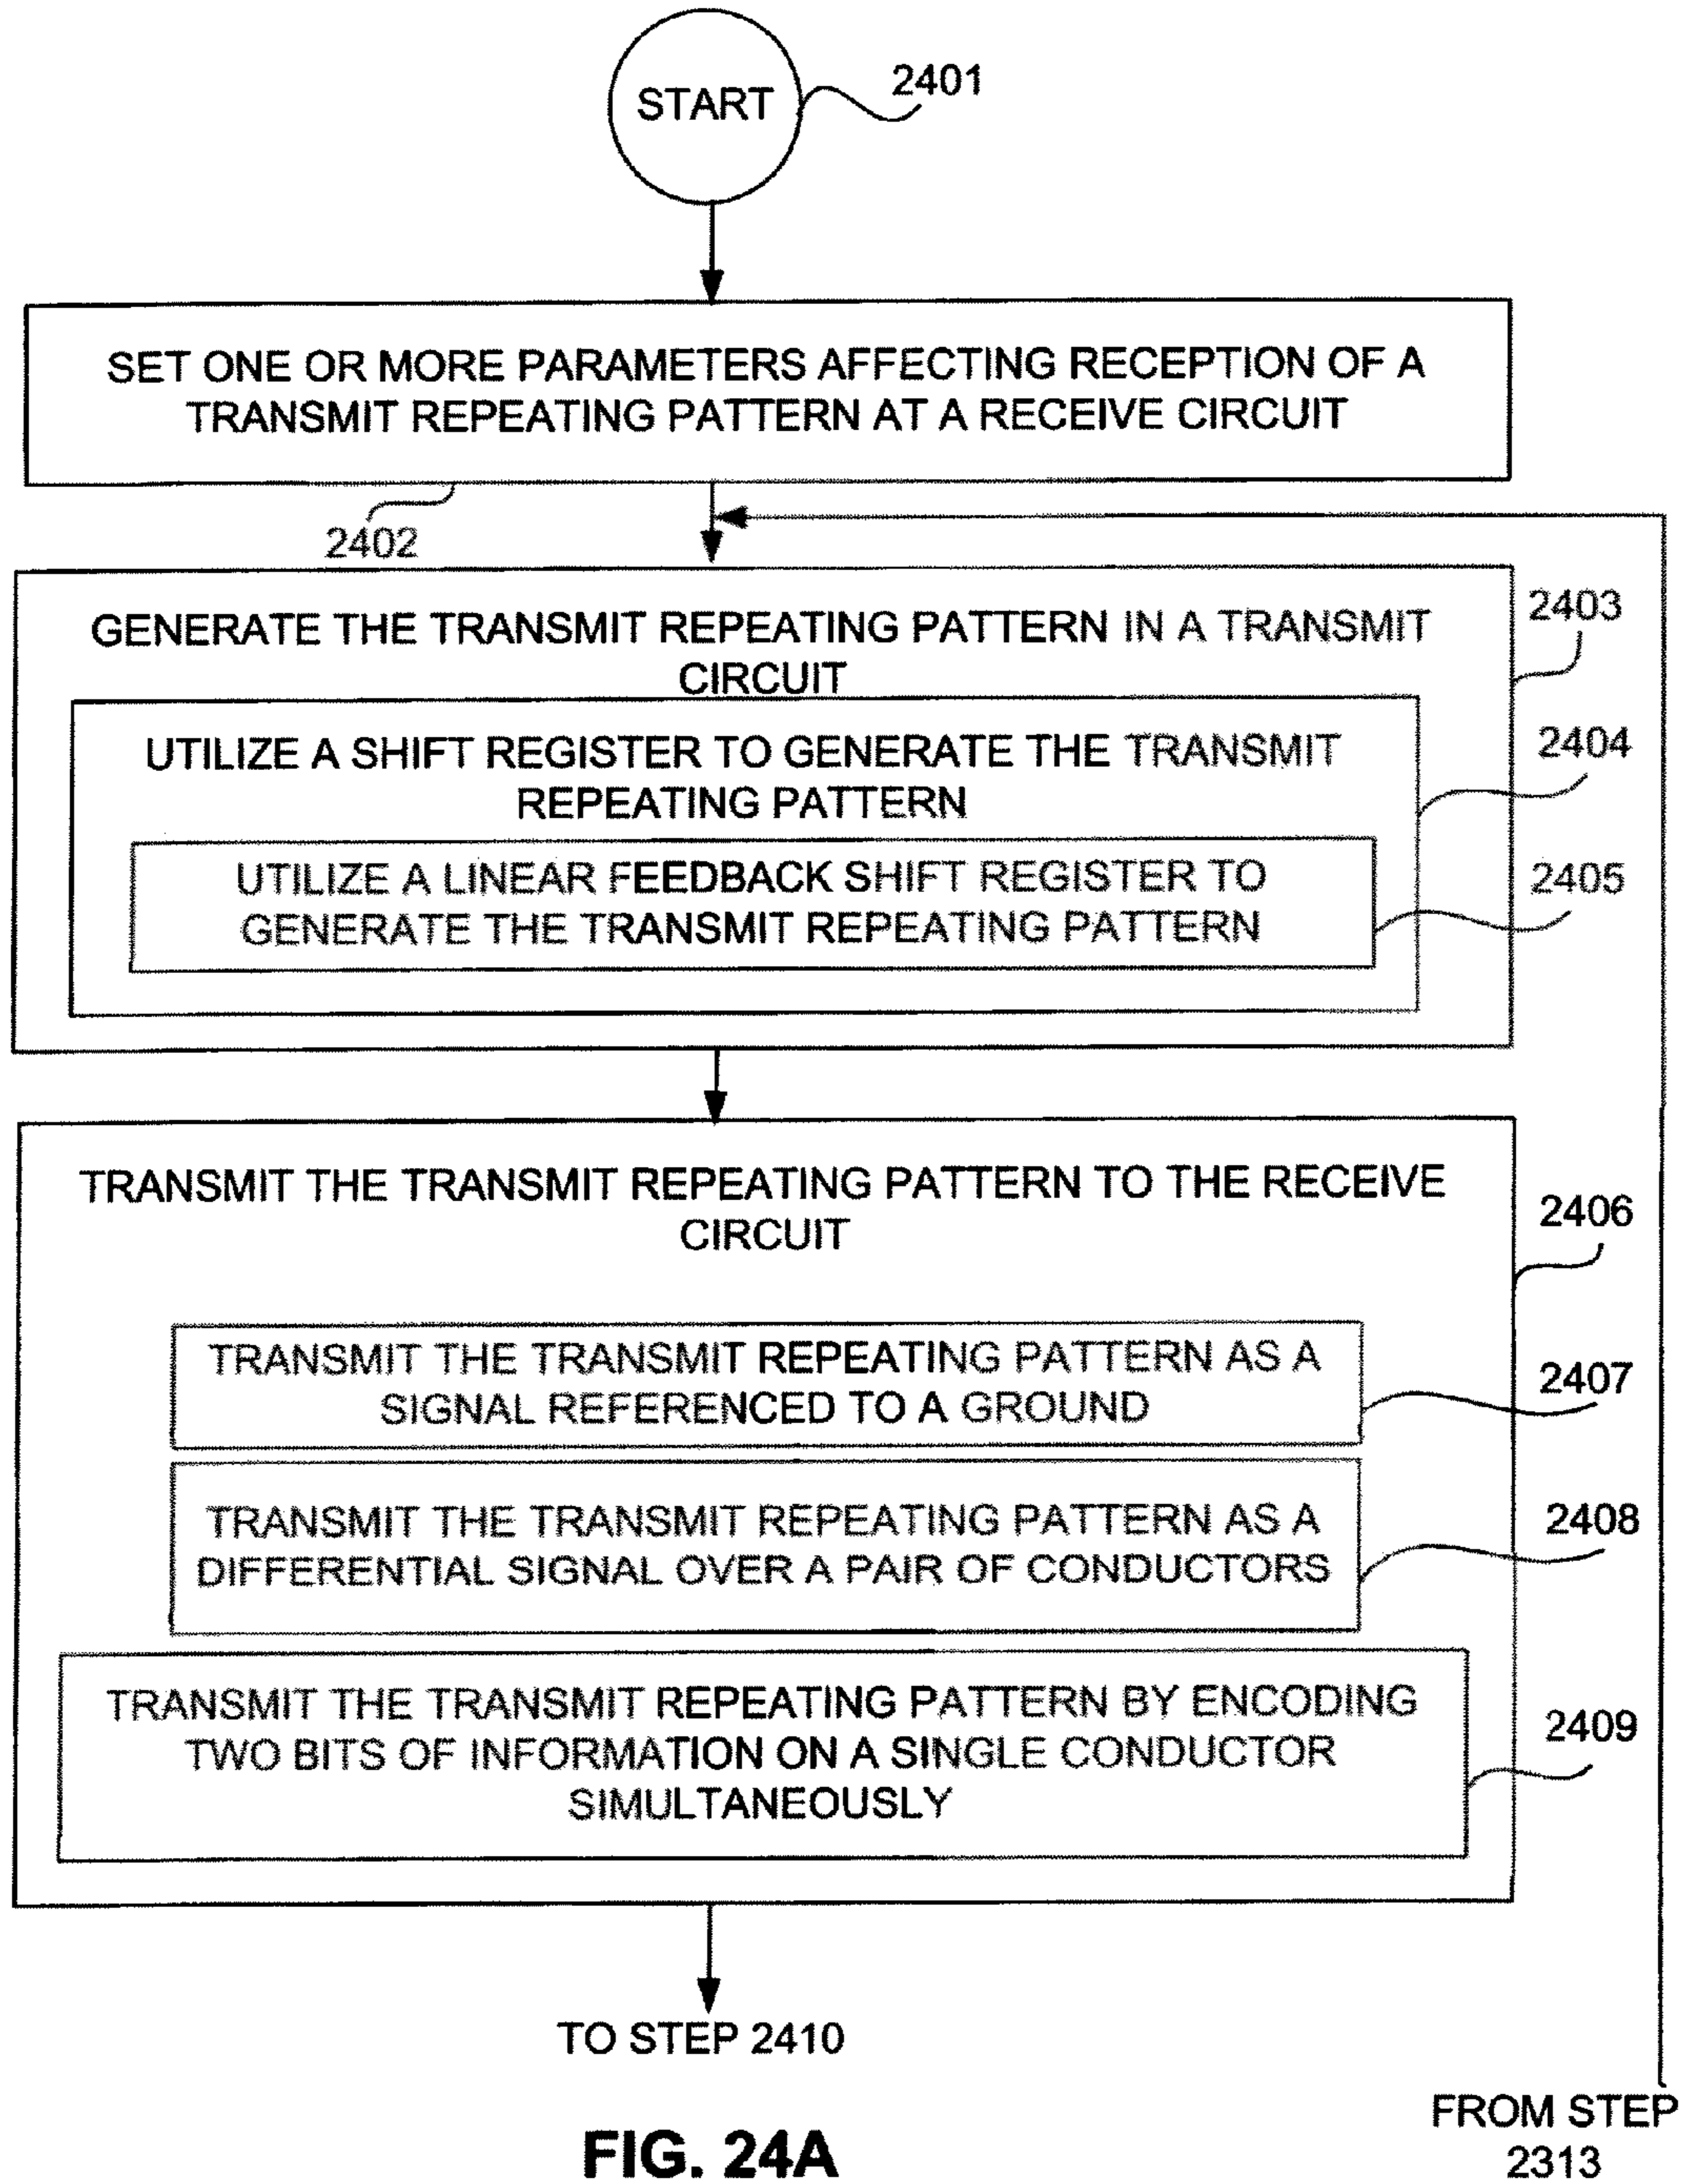 START
2401
SET ONE OR MORE PARAMETERS AFFECTING RECEPTION OF A
TRANSMIT REPEATING PATTERN AT A RECEIVE CIRCUIT
2402
GENERATE THE TRANSMIT REPEATING PATTERN IN A TRANSMIT
CIRCUIT
2403
UTILIZE A SHIFT REGISTER TO GENERATE THE TRANSMIT
REPEATING PATTERN
2404
UTILIZE A LINEAR FEEDBACK SHIFT REGISTER TO
GENERATE THE TRANSMIT REPEATING PATTERN
2405
TRANSMIT THE TRANSMIT REPEATING PATTERN TO THE RECEIVE
CIRCUIT
2406
TRANSMIT THE TRANSMIT REPEATING PATTERN AS A
SIGNAL REFERENCED TO A GROUND
2407
TRANSMIT THE TRANSMIT REPEATING PATTERN AS A
DIFFERENTIAL SIGNAL OVER A PAIR OF CONDUCTORS
2408
TRANSMIT THE TRANSMIT REPEATING PATTERN BY ENCODING
TWO BITS OF INFORMATION ON A SINGLE CONDUCTOR
SIMULTANEOUSLY
2409
TO STEP 2410
FROM STEP
2313
FIG. 24A